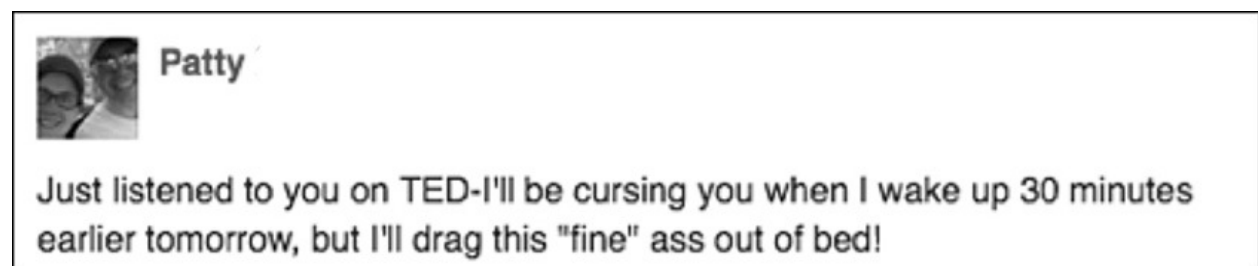 Patty
Just listened to you on TED-I'll be cursing you when I wake up 30 minutes
earlier tomorrow, but I'll drag this "fine" ass out of bed!